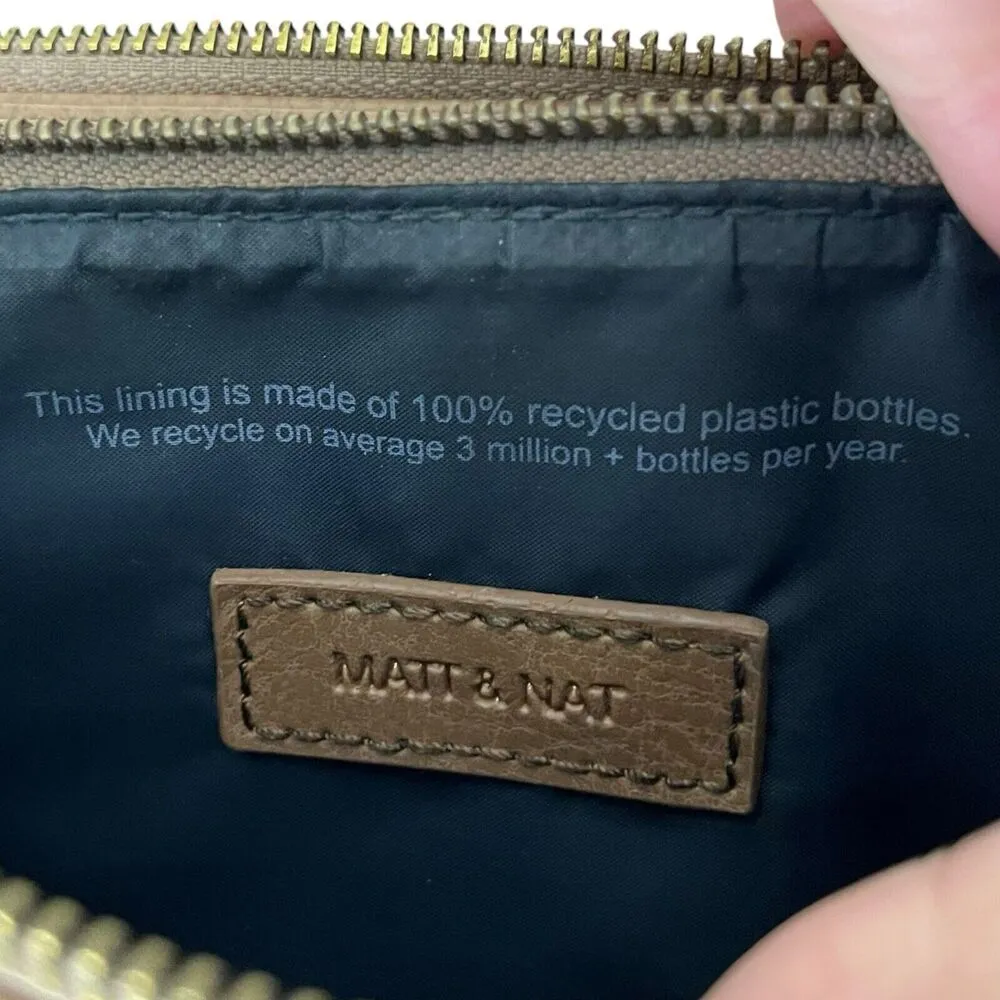 This lining is made of 100% recycled plastic bottles.
We recycle on average 3 million + bottles per year.
MATT & NAT